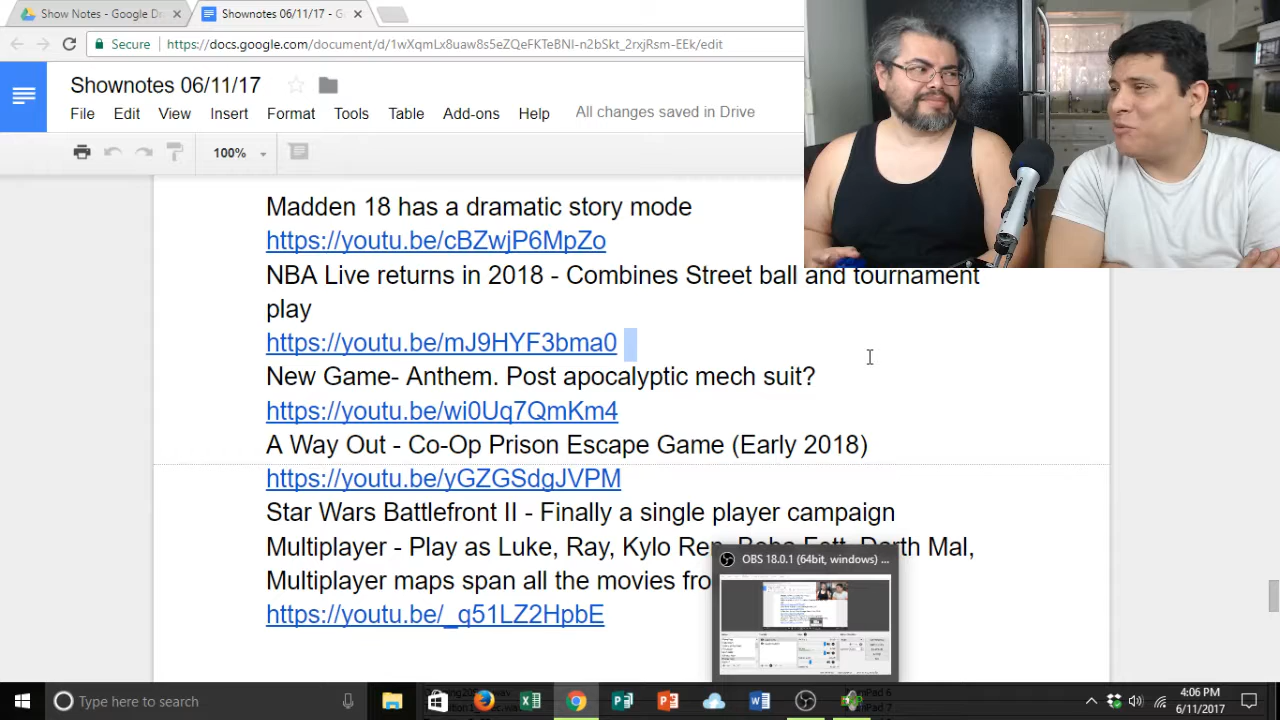 Show Notes - Google Dr
Shownotes 06/11/17 - G
Secure
https://docs.google.com/document/d/1wXqmLx8uaw8s5eZQeFKTeBNI-n2bSkt_2rxjRsm-EEk/edit
Shownotes 06/11/17
File Edit View Insert Format Tools Table Add-ons Help All changes saved in Drive
100%
Madden 18 has a dramatic story mode
https://youtu.be/cBZwjP6MpZo
NBA Live returns in 2018 - Combines Street ball and tournament
play
https://youtu.be/mJ9HYF3bma0
New Game- Anthem. Post apocalyptic mech suit?
https://youtu.be/wi0Uq7QmKm4
A Way Out - Co-Op Prison Escape Game (Early 2018)
https://youtu.be/yGZGSdgJVPM
Star Wars Battlefront II - Finally a single player campaign
Multiplayer - Play as Luke, Ray, Kylo Ren, Boba Fett, Darth Mal,
Multiplayer maps span all the movies fro
https://youtu.be/_q51LZ2HpbE
OBS 18.0.1 (64bit, windows) ...
Type here to search
4:06 PM
6/11/2017